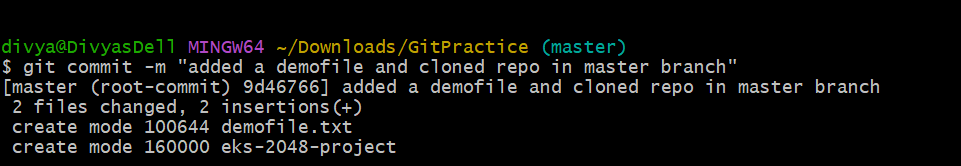 divya@DivyasDell MINGW64 ~/Downloads/GitPractice (master)
$ git commit -m "added a demofile and cloned repo in master branch"
[master (root-commit) 9d46766] added a demofile and cloned repo in master branch
 2 files changed, 2 insertions(+)
 create mode 100644 demofile.txt
 create mode 160000 eks-2048-project